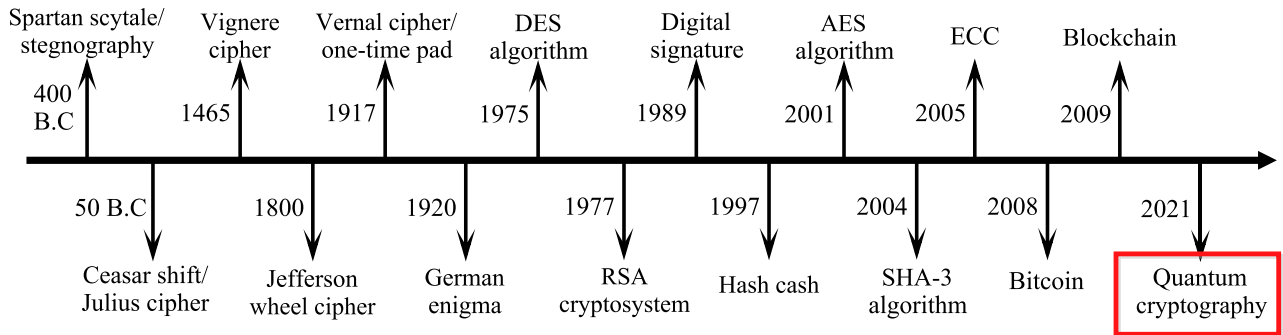 Spartan scytale/
stegnography
400
B.C
Vignere
cipher
1465
Vernal cipher/
one-time pad
1917
DES
algorithm
1975
Digital
signature
1989
AES
algorithm
2001
ECC
2005
Blockchain
2009
50 B.C
Ceasar shift/
Julius cipher
1800
Jefferson
wheel cipher
1920
German
enigma
1977
RSA
cryptosystem
1997
Hash cash
2004
SHA-3
algorithm
2008
Bitcoin
2021
Quantum
cryptography